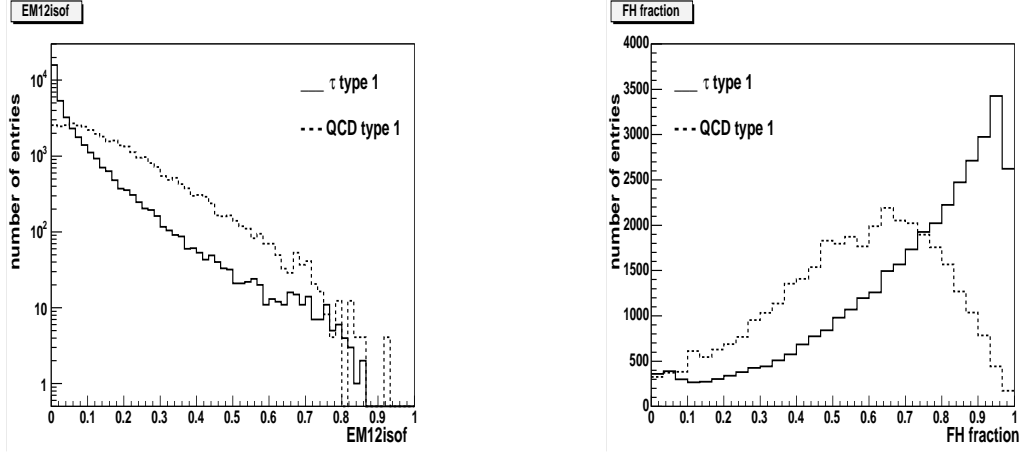 EM12isof
number of entries
10^4
10^3
10^2
10
1
τ type 1
QCD type 1
0 0.1 0.2 0.3 0.4 0.5 0.6 0.7 0.8 0.9 1
EM12isof
FH fraction
number of entries
4000
3500
3000
2500
2000
1500
1000
500
0
τ type 1
QCD type 1
0 0.1 0.2 0.3 0.4 0.5 0.6 0.7 0.8 0.9 1
FH fraction